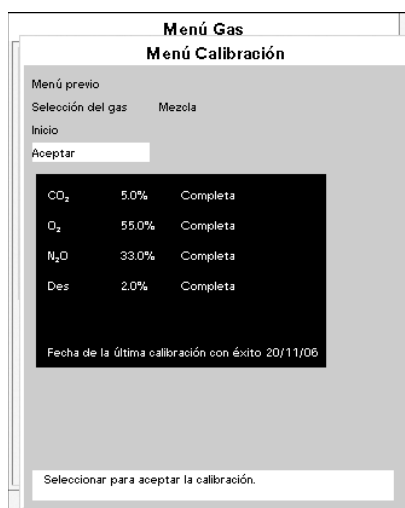 Menú Gas
Menú Calibración
Menú previo
Selección del gas Mezcla
Inicio
Aceptar
CO₂ 5.0% Completa
O₂ 55.0% Completa
N₂O 33.0% Completa
Des 2.0% Completa
Fecha de la última calibración con éxito 20/11/06
Seleccionar para aceptar la calibración.